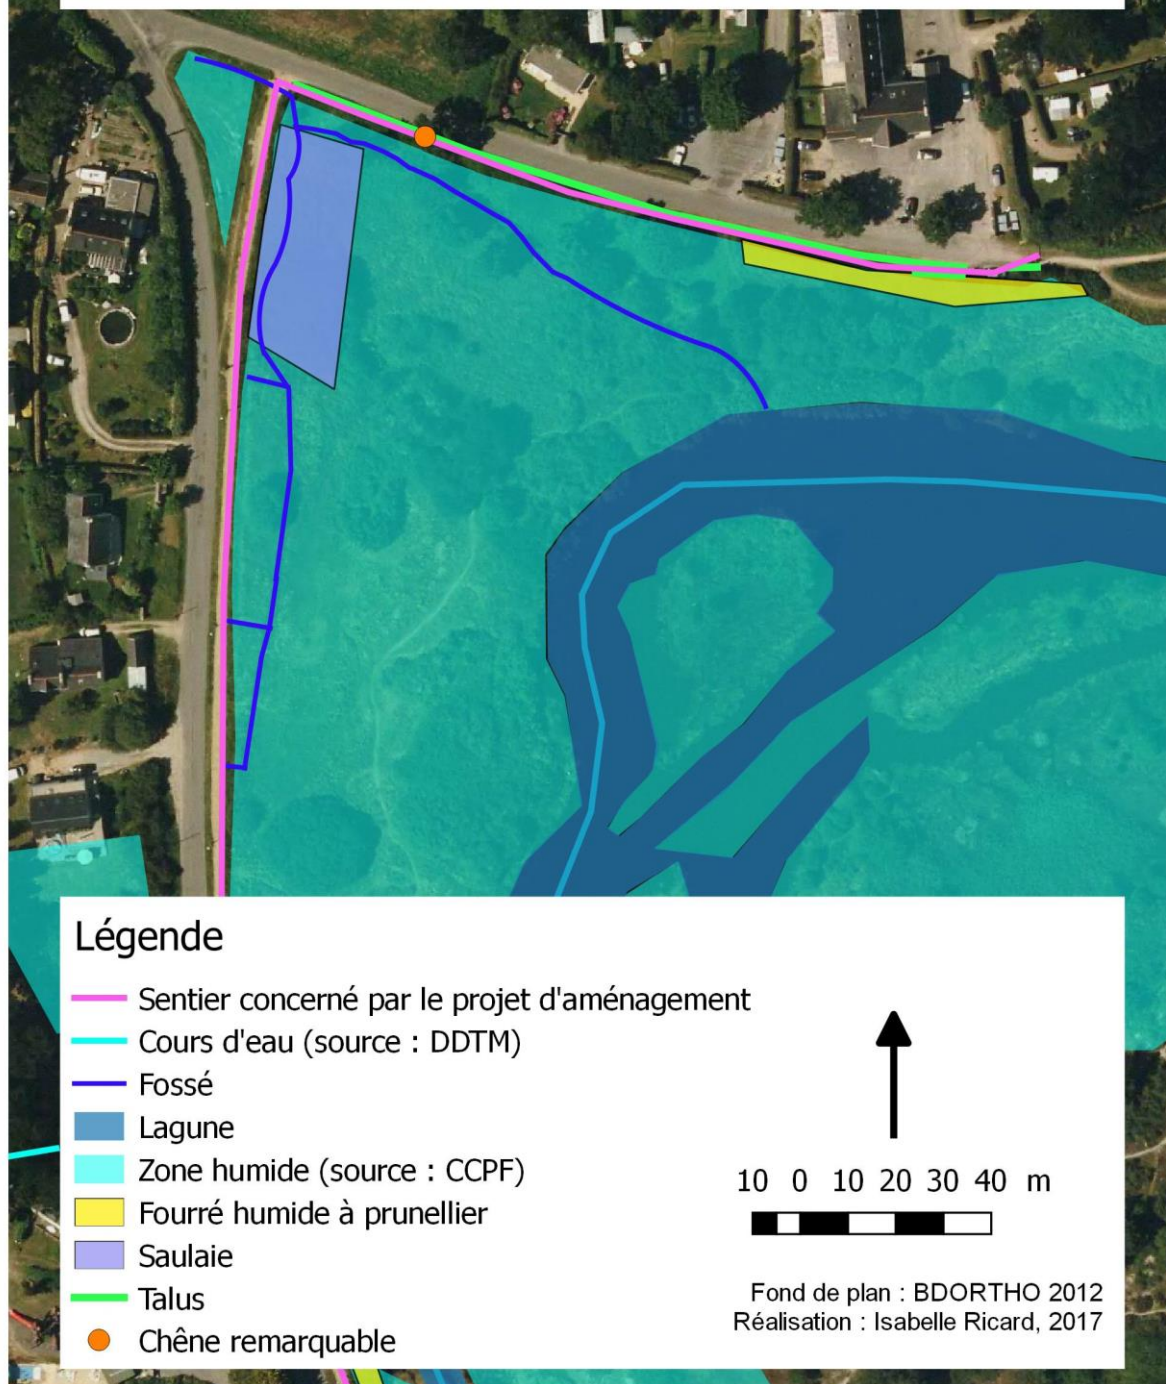 Légende
Sentier concerné par le projet d'aménagement
Cours d'eau (source : DDTM)
Fossé
Lagune
Zone humide (source : CCPF)
Fourré humide à prunellier
Saulaie
Talus
Chêne remarquable
10 0 10 20 30 40 m
Fond de plan : BDORTHO 2012
Réalisation : Isabelle Ricard, 2017